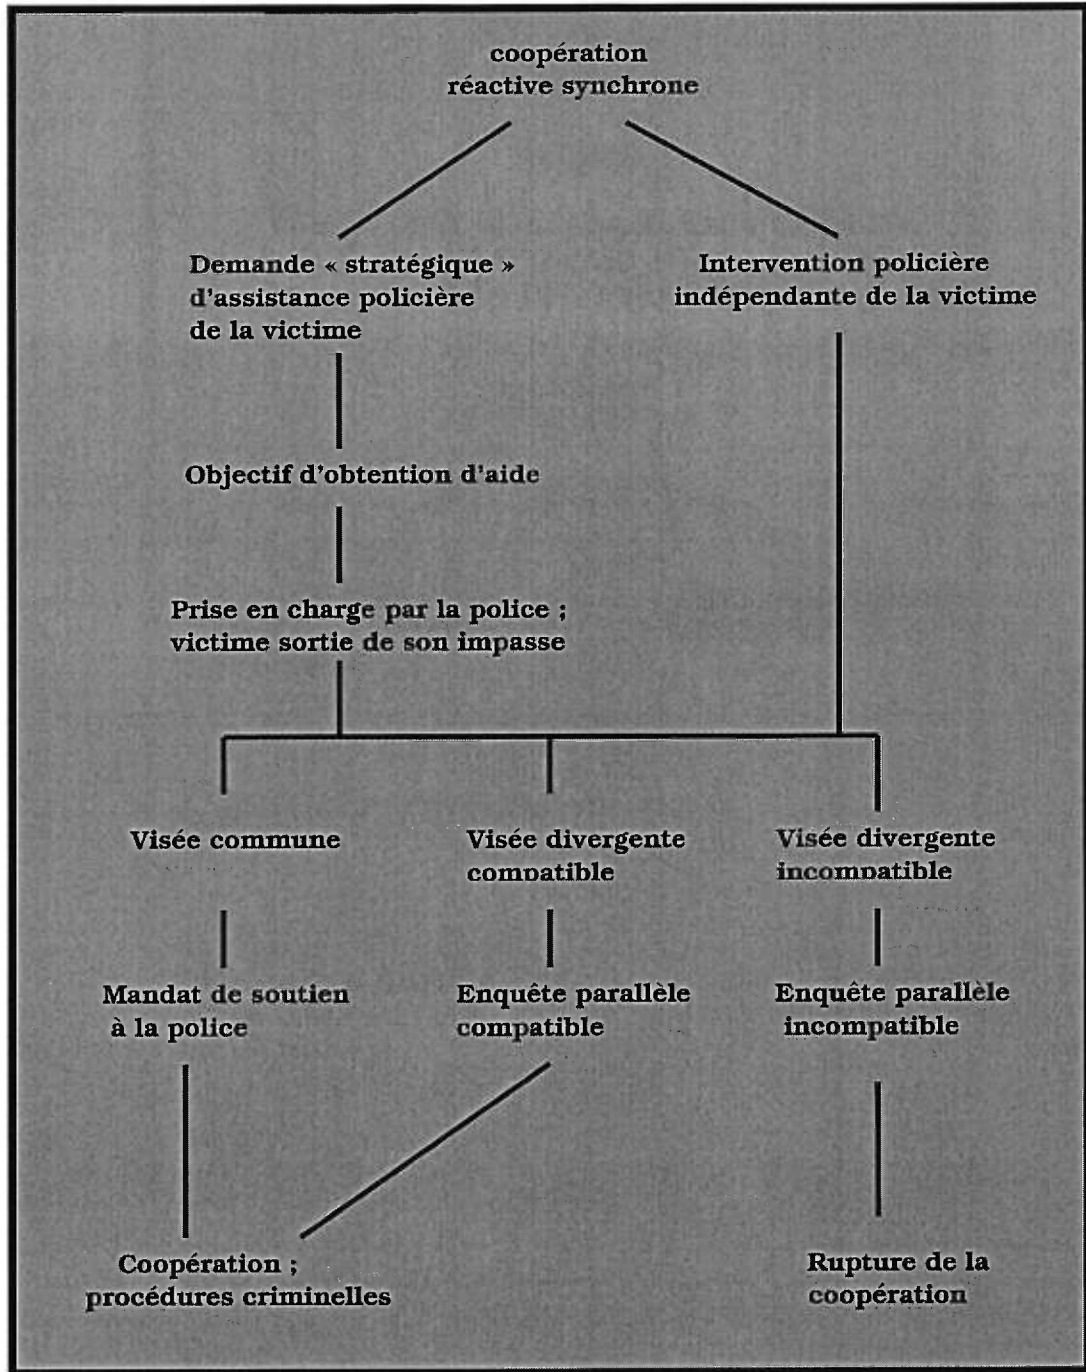 coopération
réactive synchrone
Demande « stratégique »
d'assistance policière
de la victime
Intervention policière
indépendante de la victime
Objectif d'obtention d'aide
Prise en charge par la police ;
victime sortie de son impasse
Visée commune
Visée divergente
compatible
Visée divergente
incompatible
Mandat de soutien
à la police
Enquête parallèle
compatible
Enquête parallèle
incompatible
Coopération ;
procédures criminelles
Rupture de la
coopération